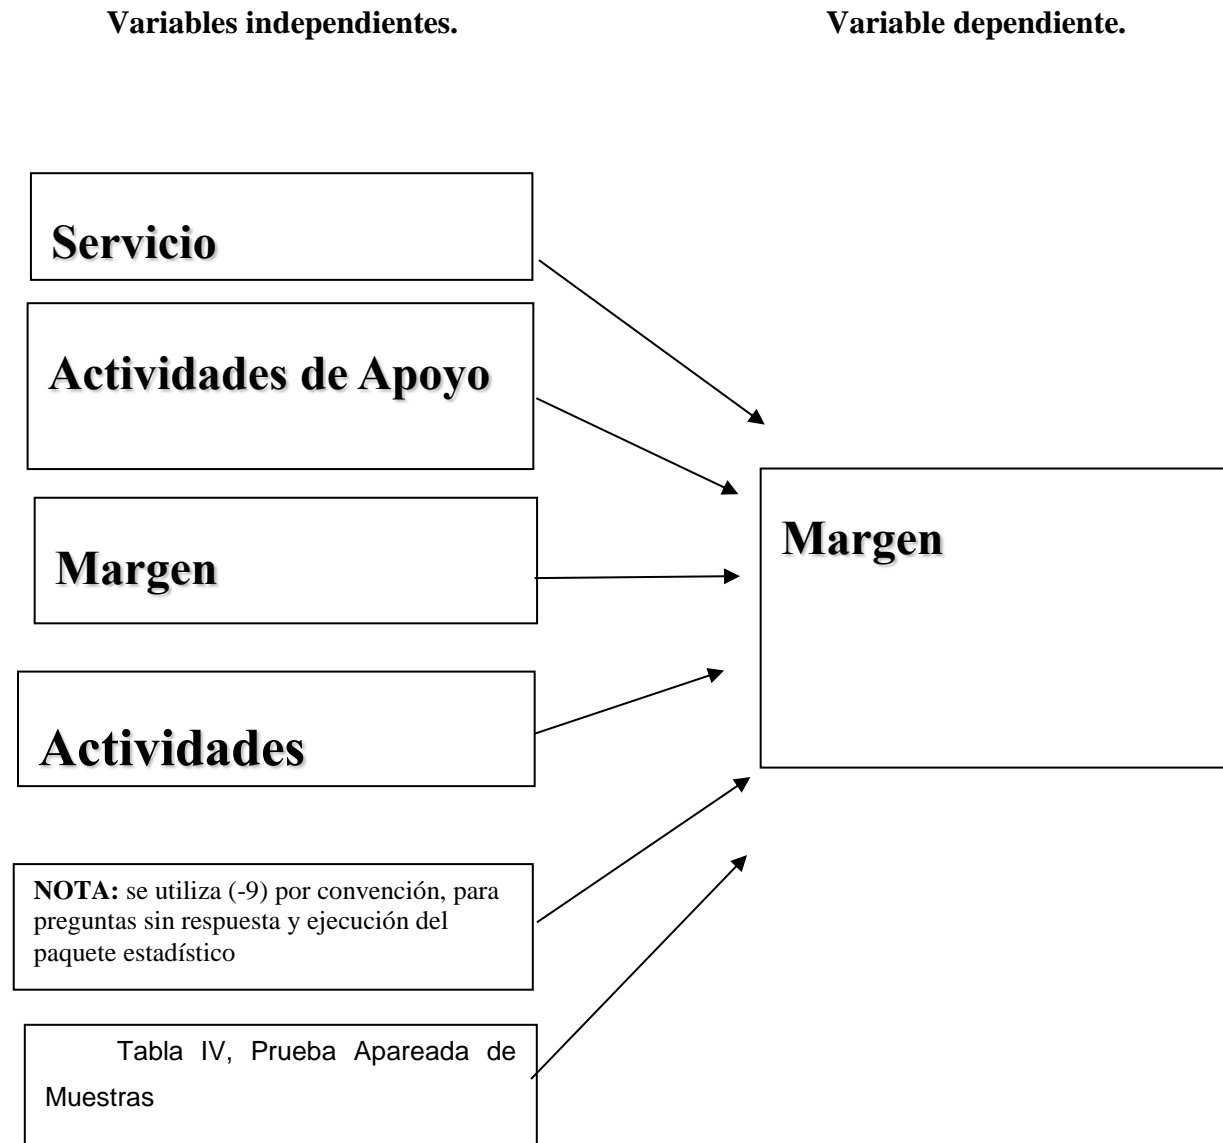 Variables independientes.
Variable dependiente.
Servicio
Actividades de Apoyo
Margen
Margen
Actividades
NOTA: se utiliza (-9) por convención, para
preguntas sin respuesta y ejecución del
paquete estadístico
Tabla IV, Prueba Apareada de
Muestras